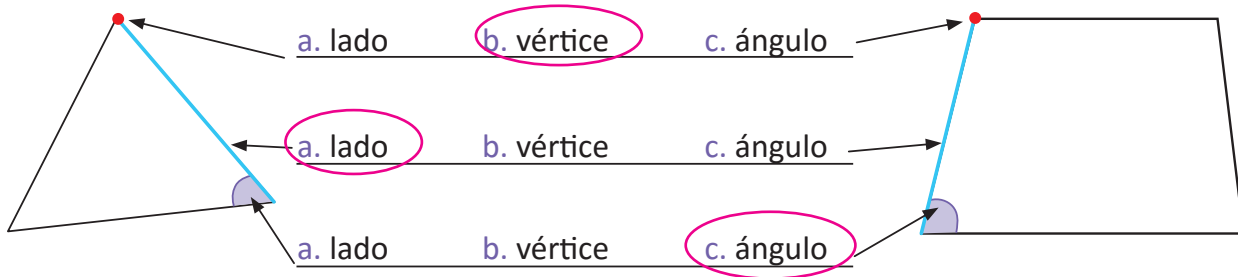 a. lado b. vértice c. ángulo
a. lado b. vértice c. ángulo
a. lado b. vértice c. ángulo